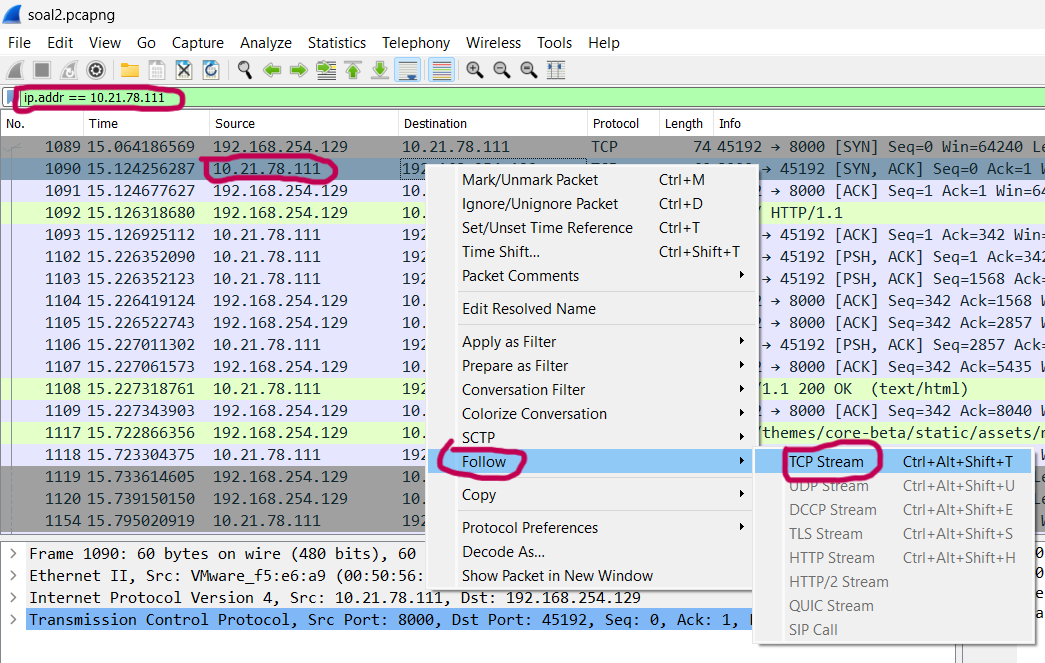 soal2.pcapng
File Edit View Go Capture Analyze Statistics Telephony Wireless Tools Help
ip.addr == 10.21.78.111
No. Time Source Destination Protocol Length Info
1089 15.064186569 192.168.254.129 10.21.78.111 TCP 74 45192 → 8000 [SYN] Seq=0 Win=64240 Le
1090 15.124256287 10.21.78.111 192 → 45192 [SYN, ACK] Seq=0 Ack=1 W
1091 15.124677627 192.168.254.129 10. → 8000 [ACK] Seq=1 Ack=1 Win=64
1092 15.126318680 192.168.254.129 10. HTTP/1.1
1093 15.126925112 10.21.78.111 192 → 45192 [ACK] Seq=1 Ack=342 Win=
1102 15.226352090 10.21.78.111 192 → 45192 [PSH, ACK] Seq=1 Ack=342
1103 15.226352123 10.21.78.111 192 → 45192 [PSH, ACK] Seq=1568 Ack=
1104 15.226419124 192.168.254.129 10. → 8000 [ACK] Seq=342 Ack=1568 W
1105 15.226522743 192.168.254.129 10. → 8000 [ACK] Seq=342 Ack=2857 W
1106 15.227011302 10.21.78.111 192 → 45192 [PSH, ACK] Seq=2857 Ack=
1107 15.227061573 192.168.254.129 10. → 8000 [ACK] Seq=342 Ack=5435 W
1108 15.227318761 10.21.78.111 192 /1.1 200 OK (text/html)
1109 15.227343903 192.168.254.129 10. → 8000 [ACK] Seq=342 Ack=8040 W
1117 15.722866356 192.168.254.129 10. /themes/core-beta/static/assets/
1118 15.723304375 10.21.78.111 192 → 45192 [ACK]
1119 15.733614605 192.168.254.129 10.
1120 15.739150150 192.168.254.129 10.
1154 15.795020919 10.21.78.111 192
Mark/Unmark Packet Ctrl+M
Ignore/Unignore Packet Ctrl+D
Set/Unset Time Reference Ctrl+T
Time Shift... Ctrl+Shift+T
Packet Comments
Edit Resolved Name
Apply as Filter
Prepare as Filter
Conversation Filter
Colorize Conversation
SCTP
Follow
Copy
Protocol Preferences
Decode As...
Show Packet in New Window
TCP Stream Ctrl+Alt+Shift+T
UDP Stream Ctrl+Alt+Shift+U
DCCP Stream Ctrl+Alt+Shift+E
TLS Stream Ctrl+Alt+Shift+S
HTTP Stream Ctrl+Alt+Shift+H
HTTP/2 Stream
QUIC Stream
SIP Call
Frame 1090: 60 bytes on wire (480 bits), 60
Ethernet II, Src: VMware_f5:e6:a9 (00:50:56:
Internet Protocol Version 4, Src: 10.21.78.111, Dst: 192.168.254.129
Transmission Control Protocol, Src Port: 8000, Dst Port: 45192, Seq: 0, Ack: 1,